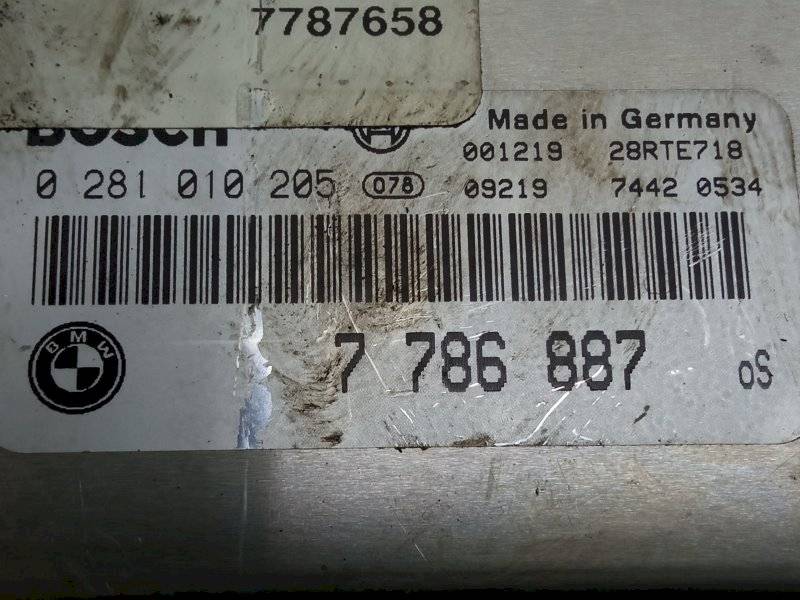 7787658
BOSCH
Made in Germany
001219 28RTE718
0 281 010 205 078 09219 7442 0534
BMW
7 786 887 oS